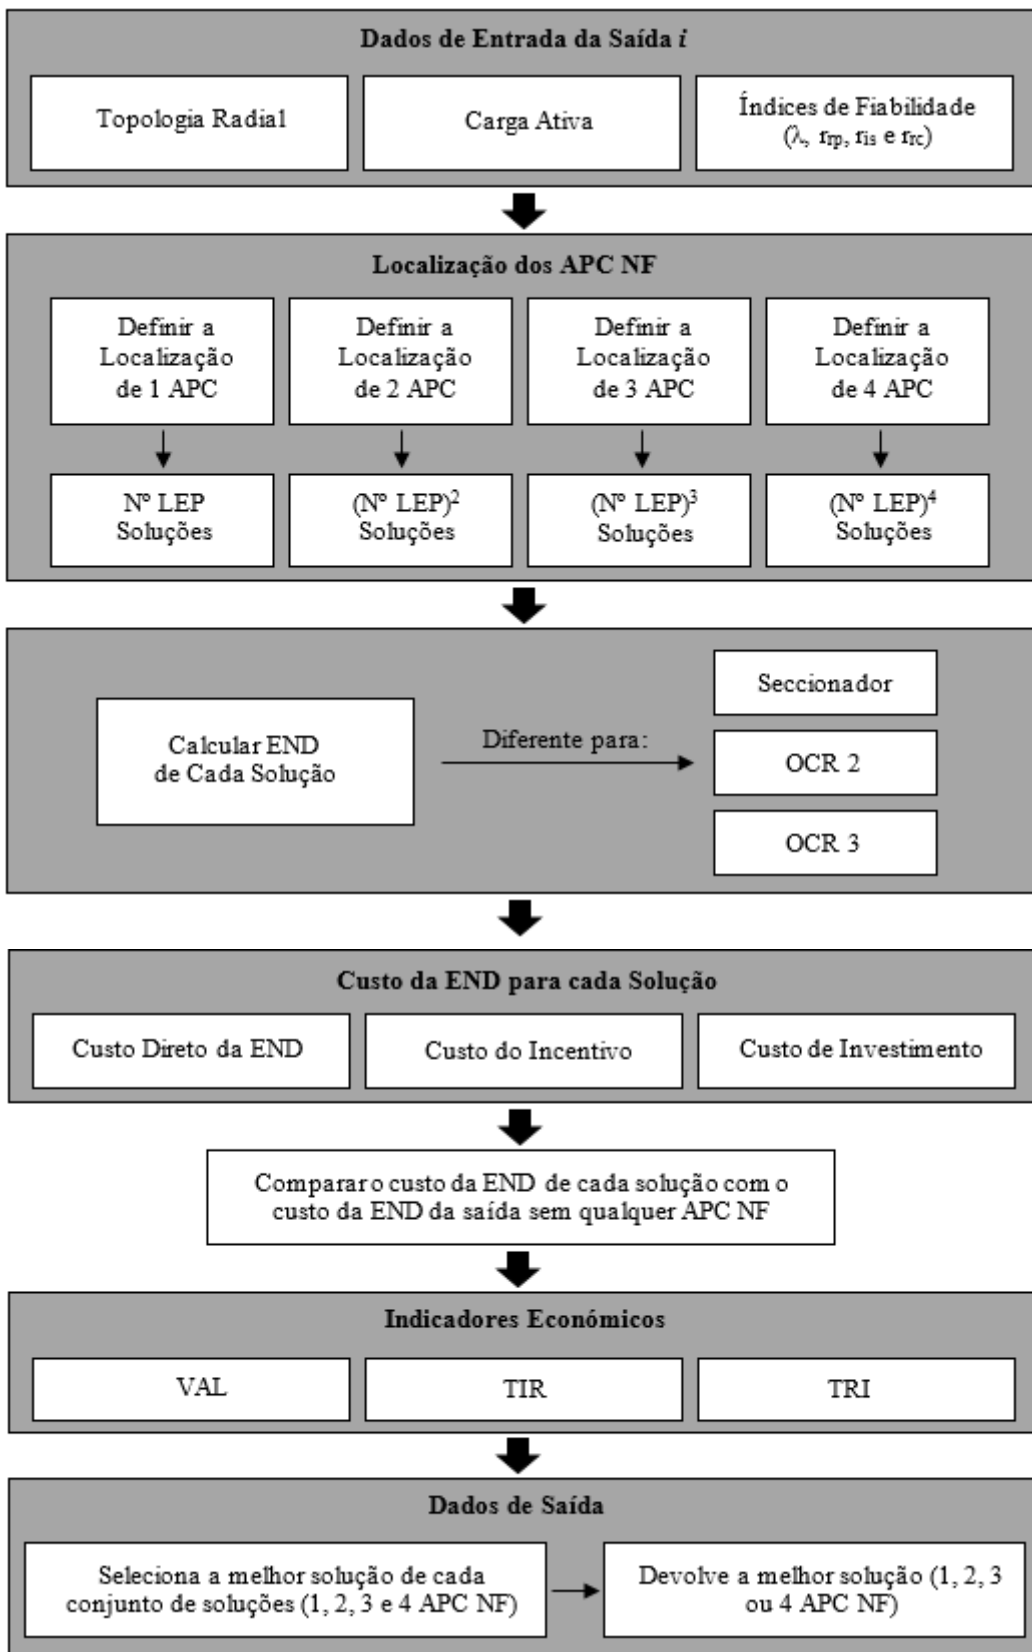 Dados de Entrada da Saída i
Topologia Radial
Carga Ativa
Índices de Fiabilidade
(λ, rrp, ris e rrc)
Localização dos APC NF
Definir a
Localização
de 1 APC
Definir a
Localização
de 2 APC
Definir a
Localização
de 3 APC
Definir a
Localização
de 4 APC
Nº LEP
Soluções
(Nº LEP)²
Soluções
(Nº LEP)³
Soluções
(Nº LEP)⁴
Soluções
Calcular END
de Cada Solução
Diferente para:
Seccionador
OCR 2
OCR 3
Custo da END para cada Solução
Custo Direto da END
Custo do Incentivo
Custo de Investimento
Comparar o custo da END de cada solução com o
custo da END da saída sem qualquer APC NF
Indicadores Económicos
VAL
TIR
TRI
Dados de Saída
Seleciona a melhor solução de cada
conjunto de soluções (1, 2, 3 e 4 APC NF)
Devolve a melhor solução (1, 2, 3
ou 4 APC NF)